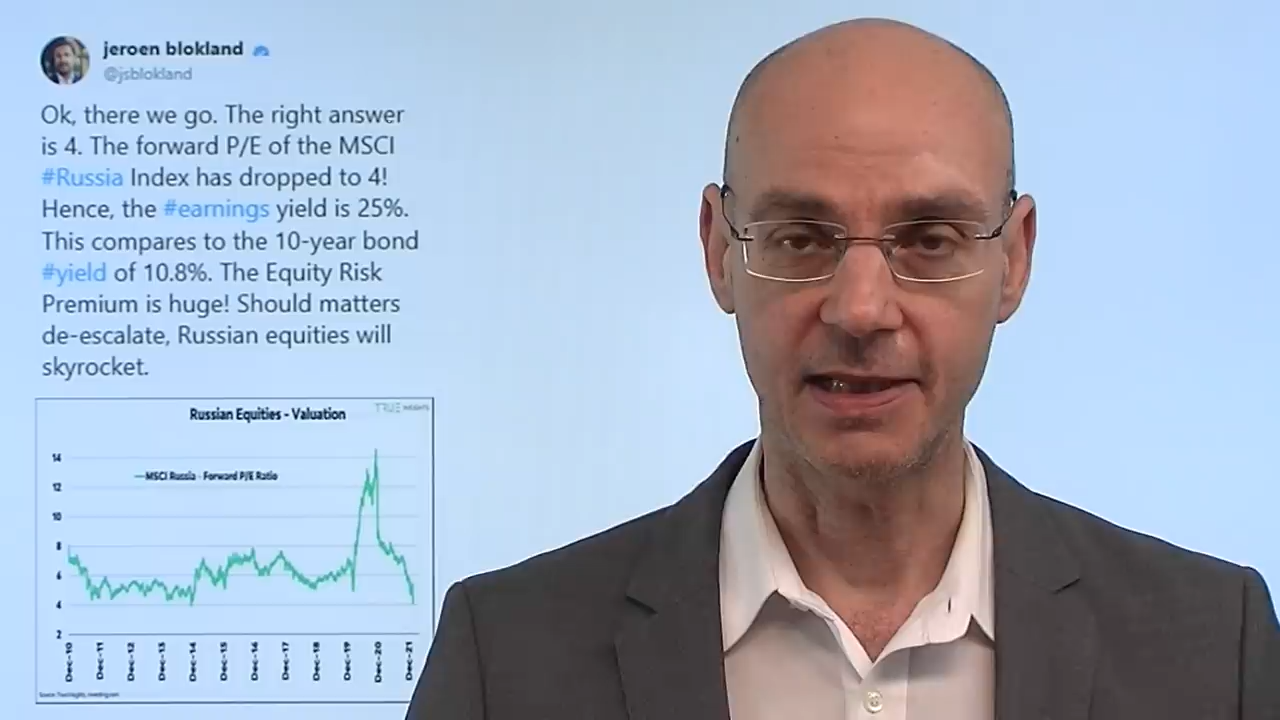 jeroen blokland
@jsblokland
Ok, there we go. The right answer
is 4. The forward P/E of the MSCI
#Russia Index has dropped to 4!
Hence, the #earnings yield is 25%.
This compares to the 10-year bond
#yield of 10.8%. The Equity Risk
Premium is huge! Should matters
de-escalate, Russian equities will
skyrocket.
Russian Equities - Valuation
TRUE INSIGHTS
MSCI Russia - Forward P/E Ratio
14
12
10
8
6
4
2
Dec-10 Dec-11 Dec-12 Dec-13 Dec-14 Dec-15 Dec-16 Dec-17 Dec-18 Dec-19 Dec-20 Dec-21